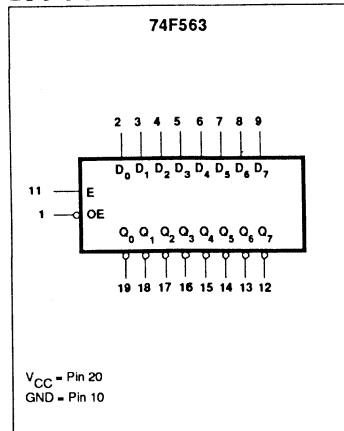 74F563
2 3 4 5 6 7 8 9
D0 D1 D2 D3 D4 D5 D6 D7
11 E
1 OE
Q0 Q1 Q2 Q3 Q4 Q5 Q6 Q7
19 18 17 16 15 14 13 12
VCC = Pin 20
GND = Pin 10